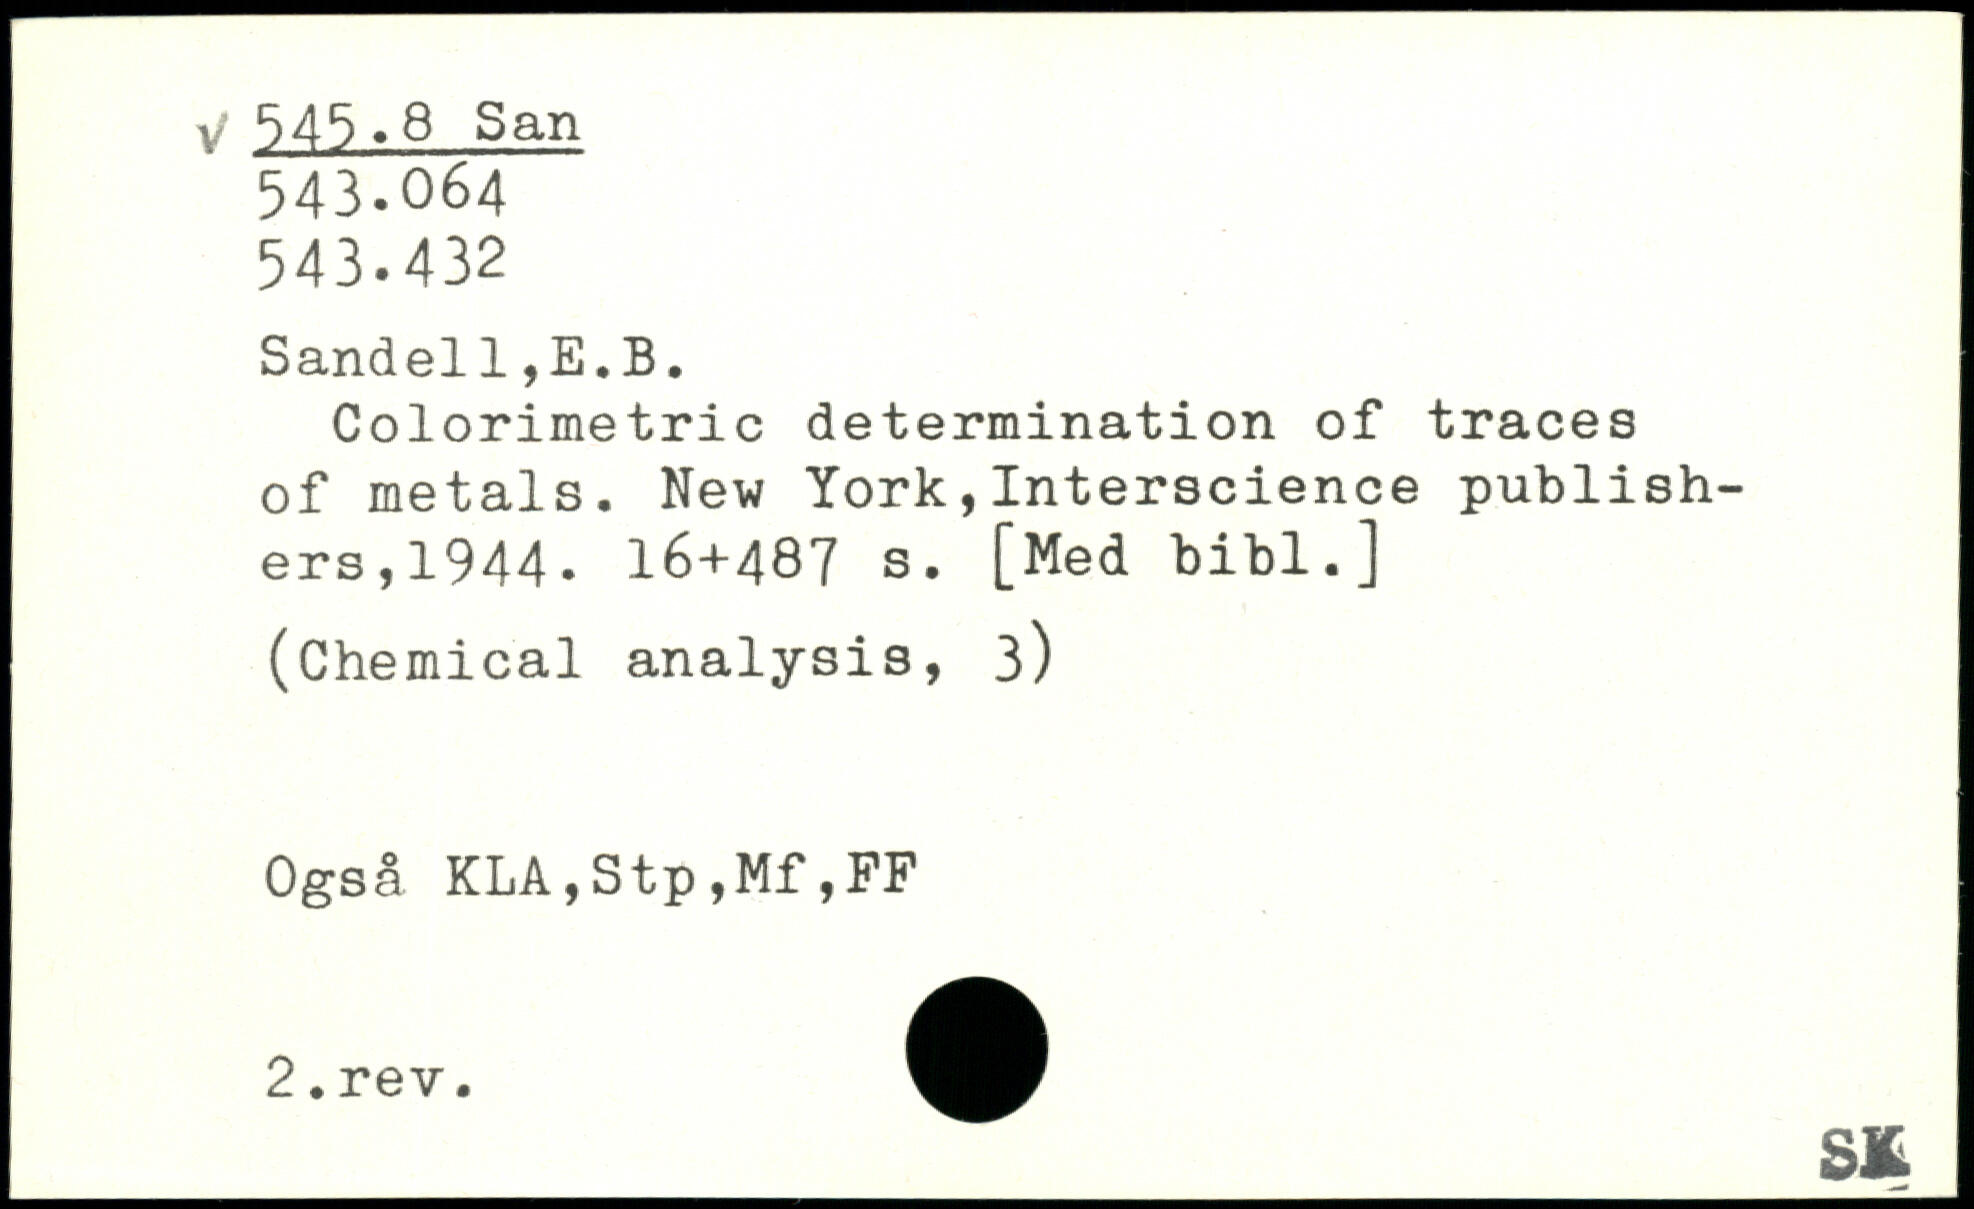 v 545.8 San
543.064
543.432
Sandell,E.B.
Colorimetric determination of traces
of metals. New York,Interscience publish-
ers,1944. 16+487 s. [Med bibl.]
(Chemical analysis, 3)
Også KLA,Stp,Mf,FF
2.rev.
SK